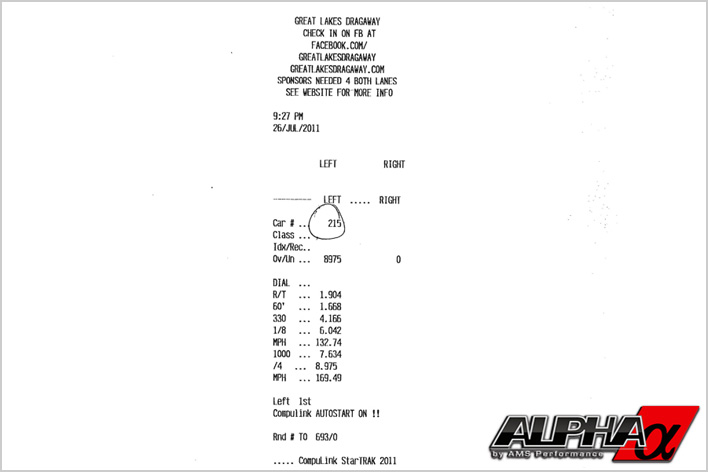 GREAT LAKES DRAGAWAY
CHECK IN ON FB AT
FACEBOOK.COM/
GREATLAKESDRAGAWAY
GREATLAKESDRAGAWAY.COM
SPONSORS NEEDED 4 BOTH LANES
SEE WEBSITE FOR MORE INFO
9:27 PM
26/JUL/2011
LEFT RIGHT
---------- LEFT ..... RIGHT
Car # ... 215
Class ...
Idx/Rec..
Ov/Un ... 8975 0
DIAL ...
R/T ... 1.904
60' ... 1.668
330 ... 4.166
1/8 ... 6.042
MPH ... 132.74
1000 ... 7.634
/4 ... 8.975
MPH ... 169.49
Left 1st
Compulink AUTOSTART ON !!
Rnd # TO 693/0
..... CompuLink StarTRAK 2011
ALPHA α
by AMS Performance